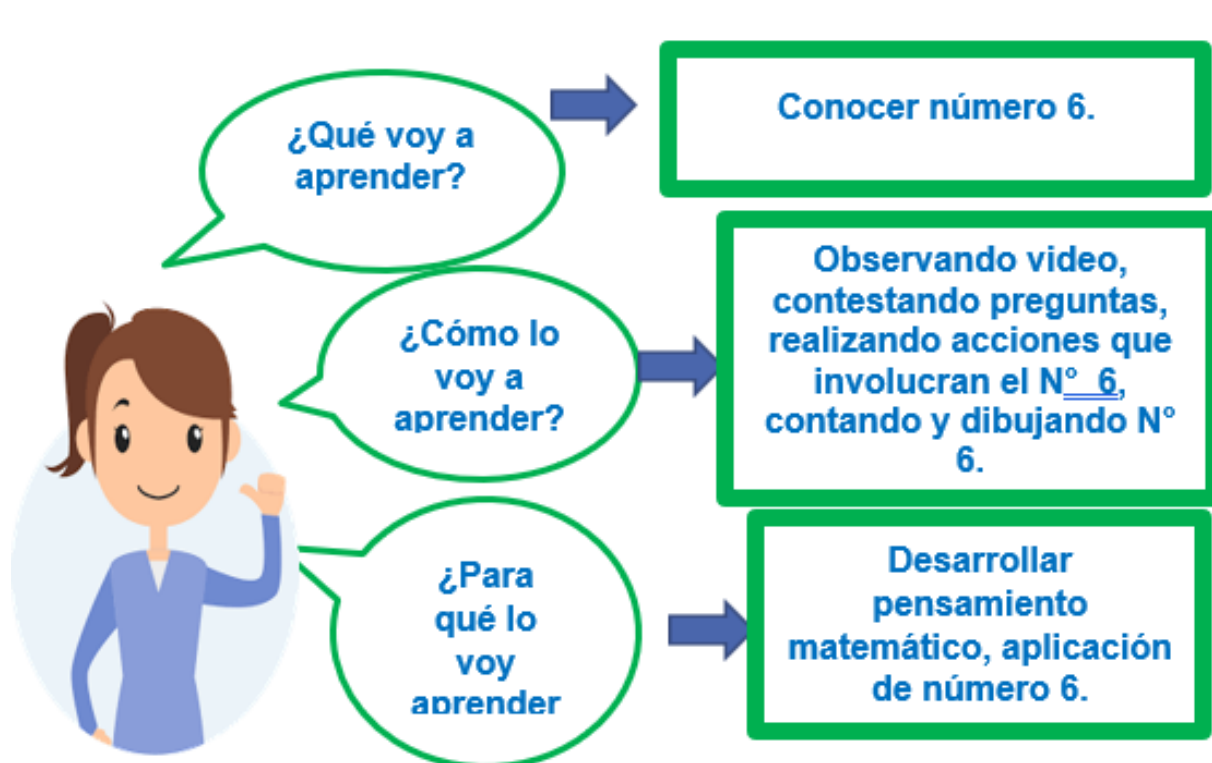 ¿Qué voy a
aprender?
Conocer número 6.
¿Cómo lo
voy a
aprender?
Observando video,
contestando preguntas,
realizando acciones que
involucran el N°  6,
contando y dibujando N°
6.
¿Para
qué lo
voy
aprender
Desarrollar
pensamiento
matemático, aplicación
de número 6.